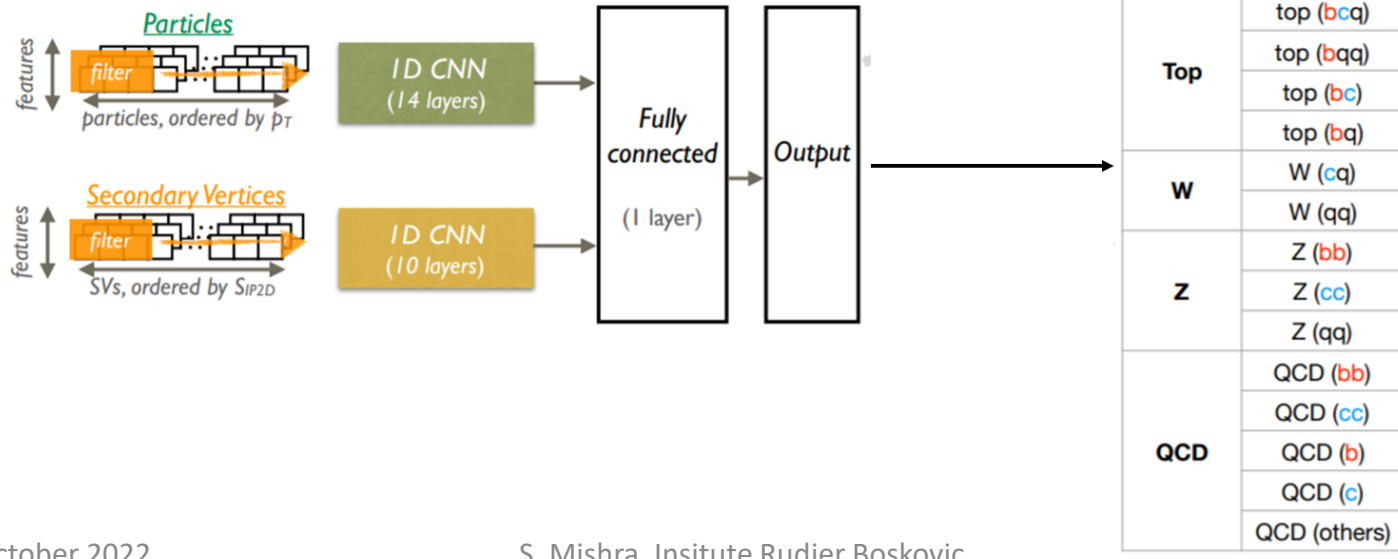 Particles
features
filter
particles, ordered by pT
1D CNN
(14 layers)
Secondary Vertices
features
filter
SVs, ordered by SIP2D
1D CNN
(10 layers)
Fully
connected
(1 layer)
Output
Top
top (bcq)
top (bqq)
top (bc)
top (bq)
W
W (cq)
W (qq)
Z
Z (bb)
Z (cc)
Z (qq)
QCD
QCD (bb)
QCD (cc)
QCD (b)
QCD (c)
QCD (others)
2022
S. Mishra, Insitute Rudjer Boskovic